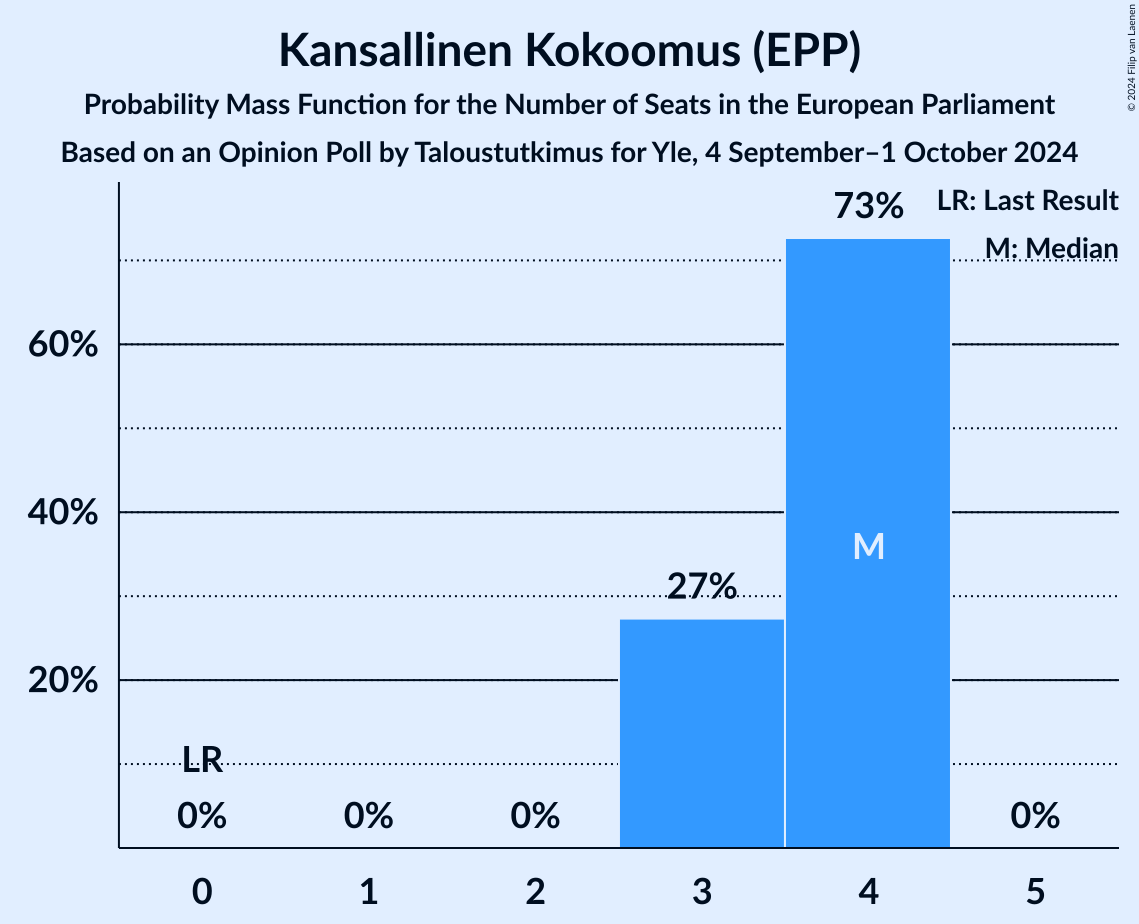 Kansallinen Kokoomus (EPP)
Probability Mass Function for the Number of Seats in the European Parliament
Based on an Opinion Poll by Taloustutkimus for Yle, 4 September–1 October 2024
© 2024 Filip van Laenen
73%
LR: Last Result
M: Median
60%
40%
M
27%
20%
LR
0%
0%
0%
0%
0
1
2
3
4
5